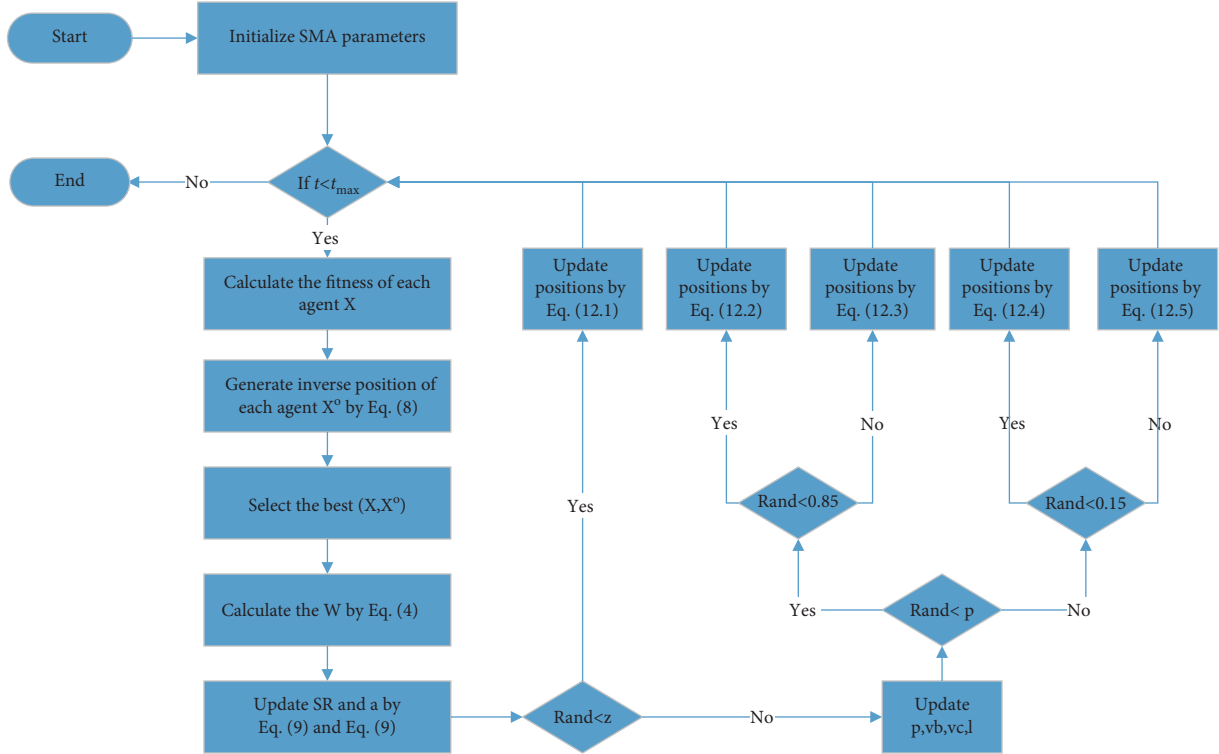 Start
Initialize SMA parameters
End
No
If t<tmax
Yes
Calculate the fitness of each
agent X
Generate inverse position of
each agent X° by Eq. (8)
Select the best (X,X°)
Calculate the W by Eq. (4)
Update SR and a by
Eq. (9) and Eq. (9)
Rand<z
Yes
No
Update
positions by
Eq. (12.1)
Update
positions by
Eq. (12.2)
Update
positions by
Eq. (12.3)
Update
positions by
Eq. (12.4)
Update
positions by
Eq. (12.5)
Yes
No
Yes
No
Rand<0.85
Rand<0.15
Yes
Rand< p
No
Update
p,vb,vc,l